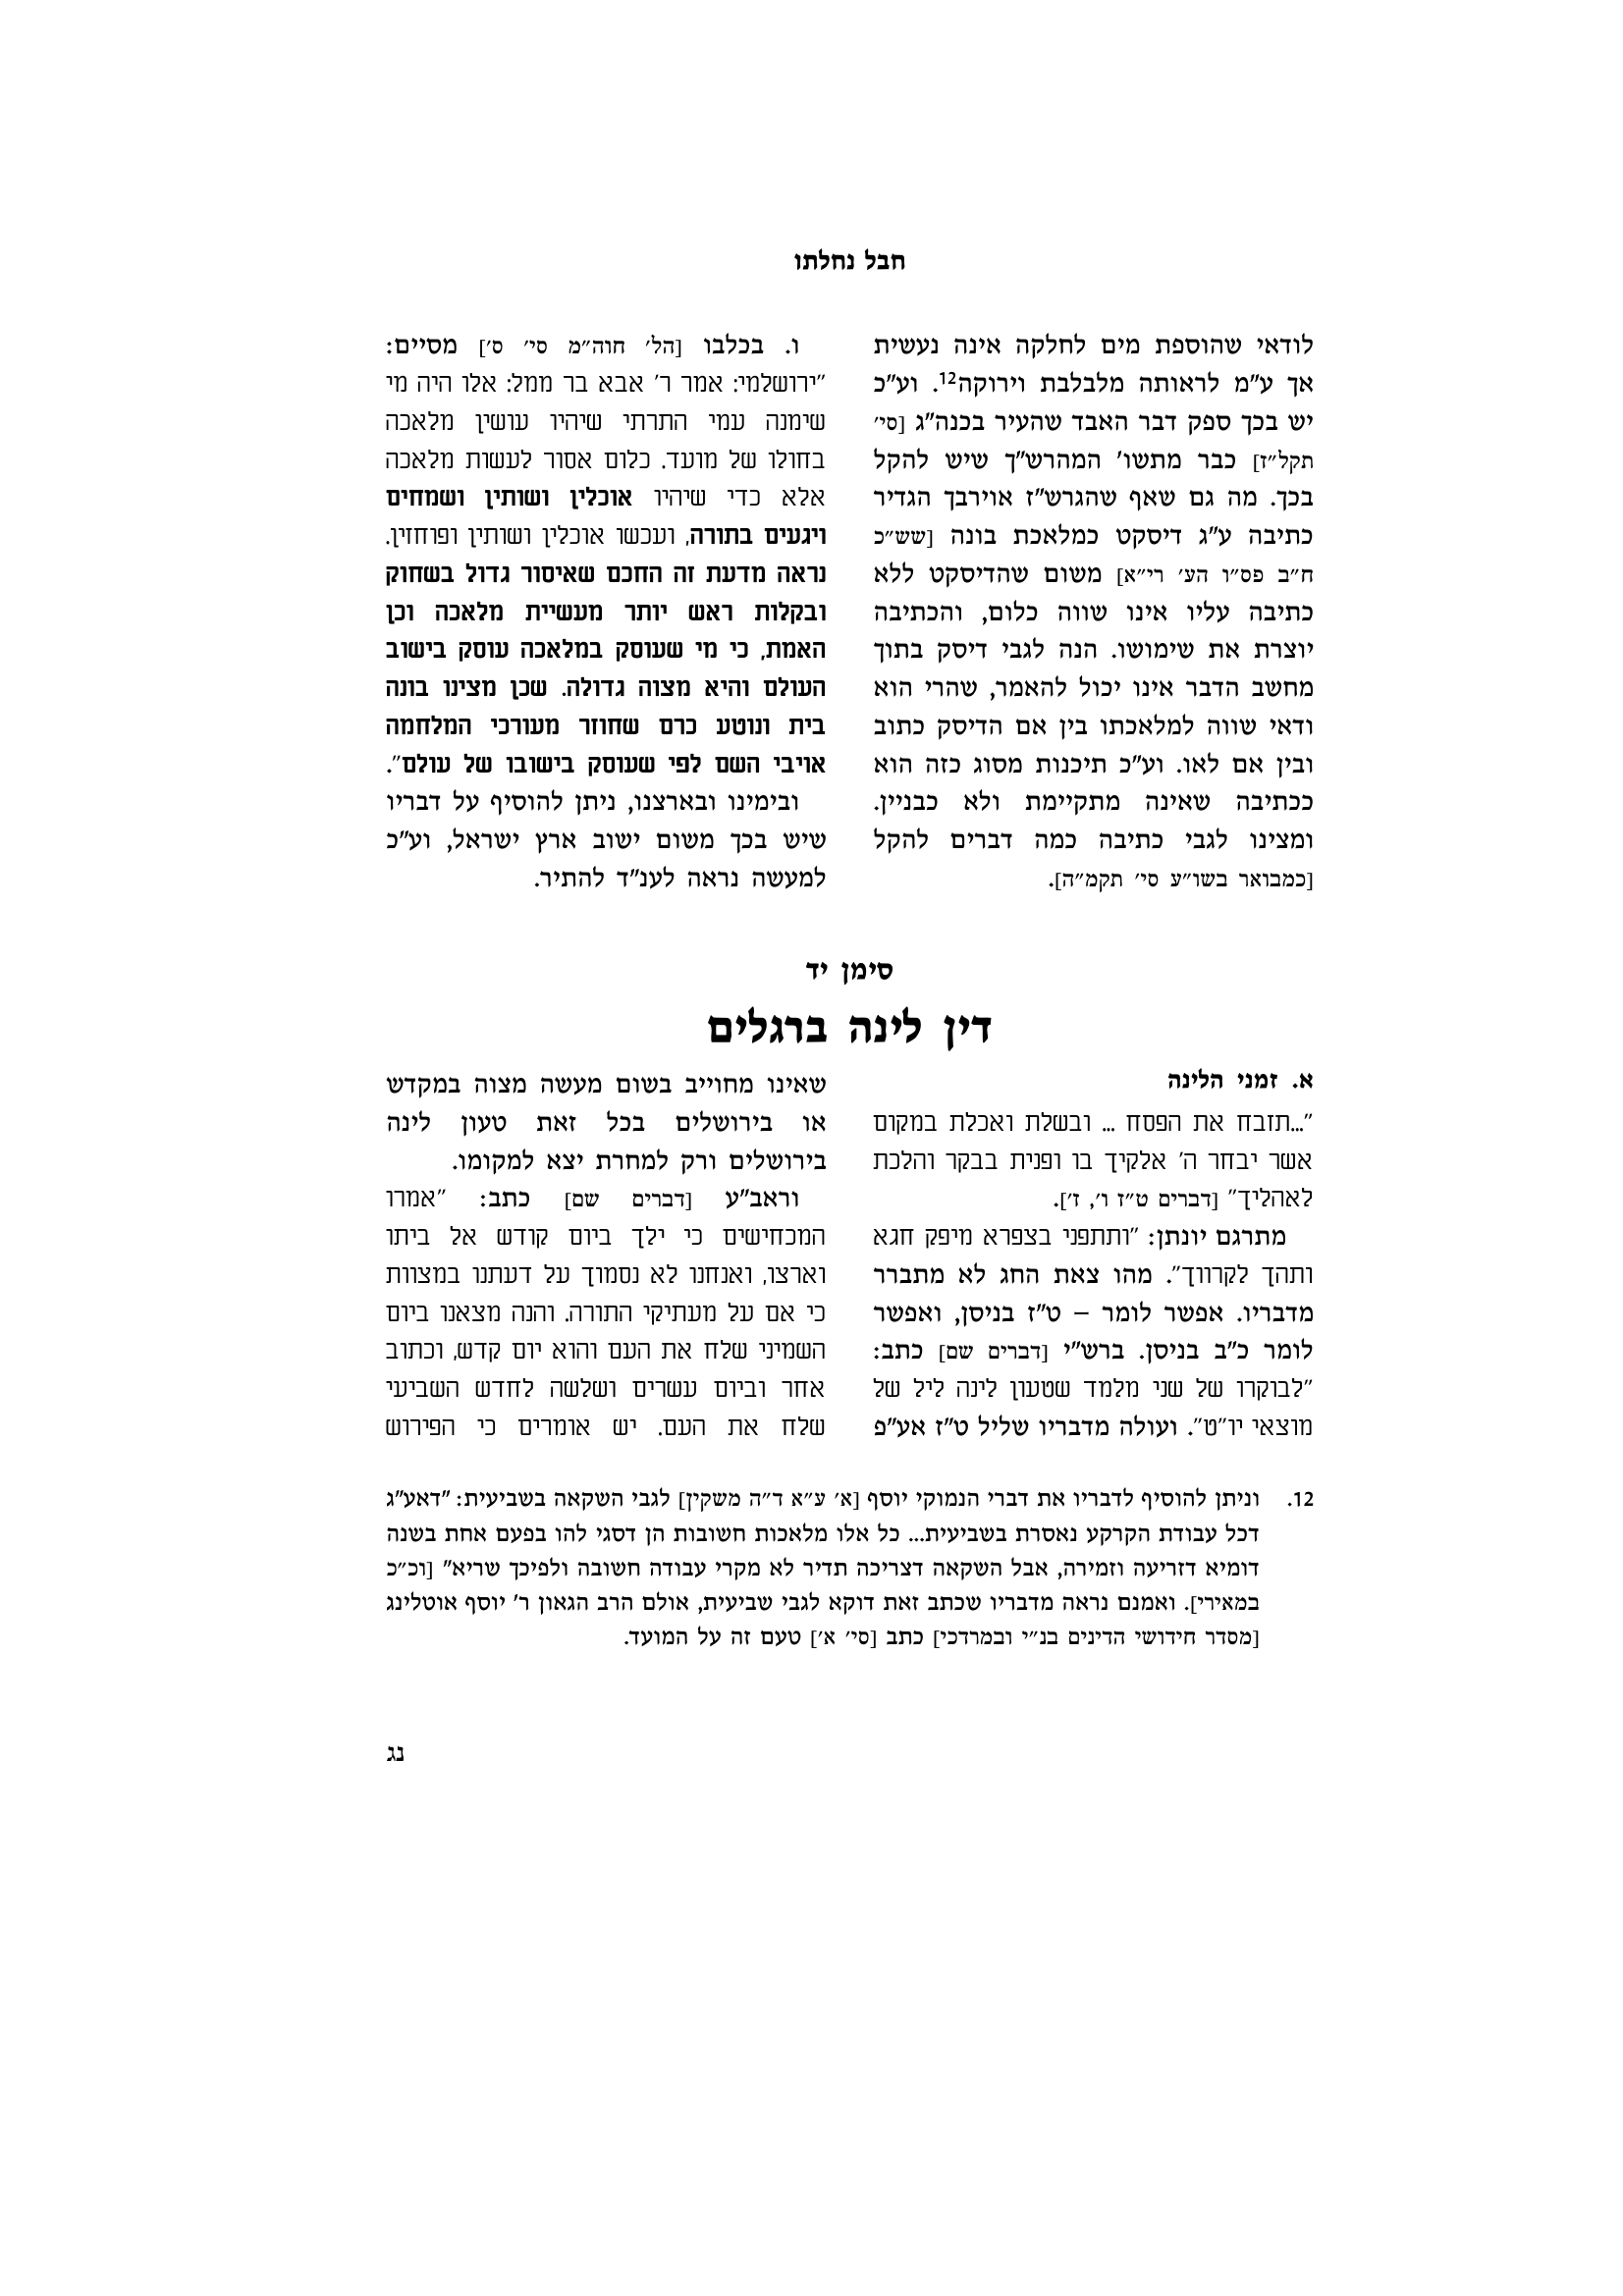 חבל נחלתו
לודאי שהוספת מים לחלקה אינה נעשית
אך ע"מ לראותה מלבלבת וירוקה12. וע"כ
יש בכך ספק דבר האבד שהעיר בכנה"ג [סי'
תקל"ז] כבר מתשו' המהרש"ך שיש להקל
בכך. מה גם שאף שהגרש"ז אוירבך הגדיר
כתיבה ע"ג דיסקט כמלאכת בונה [שש"כ
ח"ב פס"ו הע' רי"א] משום שהדיסקט ללא
כתיבה עליו אינו שווה כלום, והכתיבה
יוצרת את שימושו. הנה לגבי דיסק בתוך
מחשב הדבר אינו יכול להאמר, שהרי הוא
ודאי שווה למלאכתו בין אם הדיסק כתוב
ובין אם לאו. וע"כ תיכנות מסוג כזה הוא
ככתיבה שאינה מתקיימת ולא כבניין.
ומצינו לגבי כתיבה כמה דברים להקל
[כמבואר בשו"ע סי' תקמ"ה].
ו. בכלבו [הל' חוה"מ סי' ס'] מסיים:
"ירושלמי: אמר ר' אבא בר ממל: אלו היה מי
שימנה עמי התרתי שיהיו עושין מלאכה
בחולו של מועד. כלום אסור לעשות מלאכה
אלא כדי שיהיו אוכלין ושותין ושמחים
ויגעים בתורה, ועכשו אוכלין ושותין ופוחזין.
נראה מדעת זה החכם שאיסור גדול בשחוק
ובקלות ראש יותר מעשיית מלאכה וכן
האמת, כי מי שעוסק במלאכה עוסק בישוב
העולם והיא מצוה גדולה. שכן מצינו בונה
בית ונוטע כרם שחוזר מעורכי המלחמה
אויבי השם לפי שעוסק בישובו של עולם".
ובימינו ובארצנו, ניתן להוסיף על דבריו
שיש בכך משום ישוב ארץ ישראל, וע"כ
למעשה נראה לענ"ד להתיר.
סימן יד
דין לינה ברגלים
א. זמני הלינה
"...תזבח את הפסח ... ובשלת ואכלת במקום
אשר יבחר ה' אלקיך בו ופנית בבקר והלכת
לאהליך" [דברים ט"ז ו', ז'].
מתרגם יונתן: "ותתפני בצפרא מיפק חגא
ותהך לקרווך". מהו צאת החג לא מתברר
מדבריו. אפשר לומר – ט"ז בניסן, ואפשר
לומר כ"ב בניסן. ברש"י [דברים שם] כתב:
"לבוקרו של שני מלמד שטעון לינה ליל של
מוצאי יו"ט". ועולה מדבריו שליל ט"ז אע"פ
שאינו מחוייב בשום מעשה מצוה במקדש
או בירושלים בכל זאת טעון לינה
בירושלים ורק למחרת יצא למקומו.
וראב"ע [דברים שם] כתב: "אמרו
המכחישים כי ילך ביום קודש אל ביתו
וארצו, ואנחנו לא נסמוך על דעתנו במצוות
כי אם על מעתיקי התורה. והנה מצאנו ביום
השמיני שלח את העם והוא יום קדש, וכתוב
אחר וביום עשרים ושלשה לחדש השביעי
שלח את העם. יש אומרים כי הפירוש
12. וניתן להוסיף לדבריו את דברי הנמוקי יוסף [א' ע"א ד"ה משקין] לגבי השקאה בשביעית: "דאע"ג
דכל עבודת הקרקע נאסרת בשביעית... כל אלו מלאכות חשובות הן דסגי להו בפעם אחת בשנה
דומיא דזריעה וזמירה, אבל השקאה דצריכה תדיר לא מקרי עבודה חשובה ולפיכך שריא" [וכ"כ
במאירי]. ואמנם נראה מדבריו שכתב זאת דוקא לגבי שביעית, אולם הרב הגאון ר' יוסף אוטלינג
[מסדר חידושי הדינים בנ"י ובמרדכי] כתב [סי' א'] טעם זה על המועד.
נג